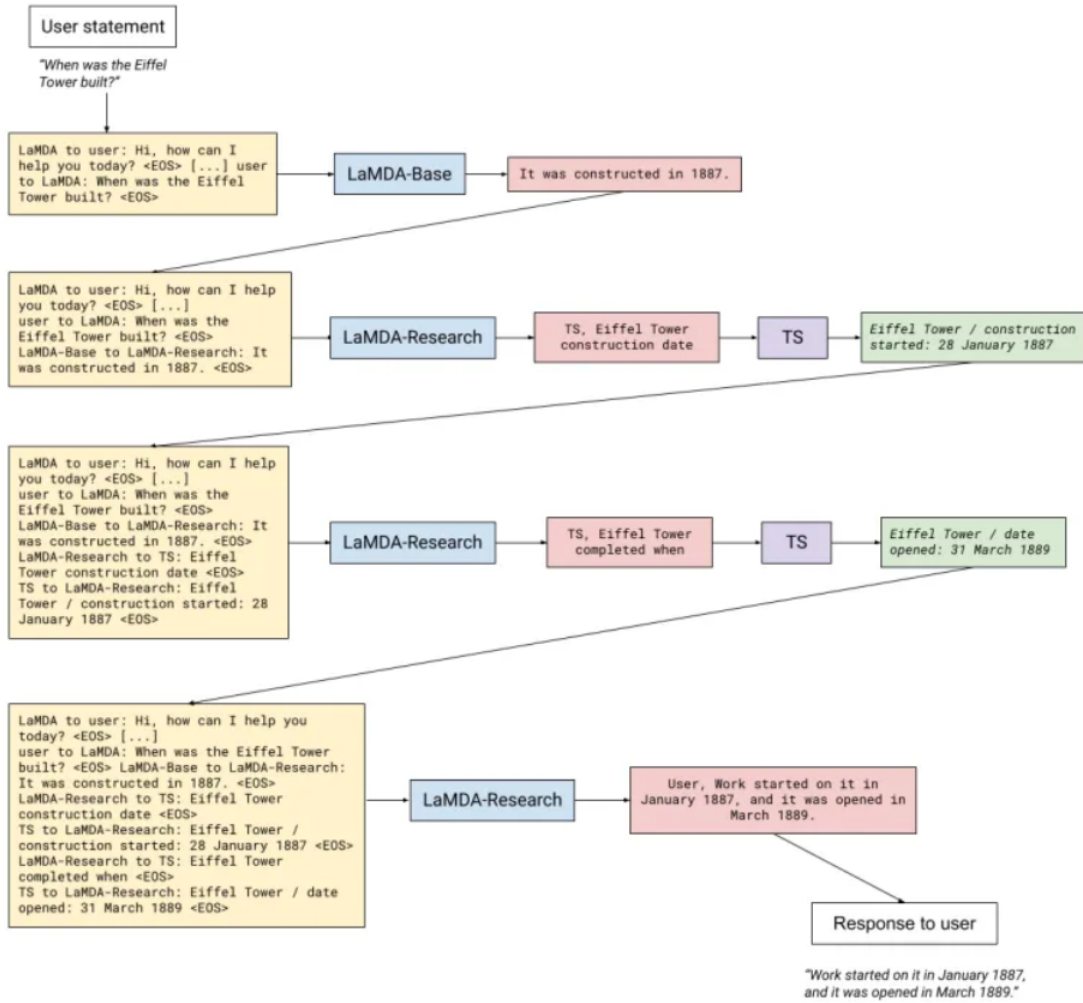 User statement
"When was the Eiffel
Tower built?"
LaMDA to user: Hi, how can I
help you today? <EOS> [...] user
to LaMDA: When was the Eiffel
Tower built? <EOS>
LaMDA-Base
It was constructed in 1887.
LaMDA to user: Hi, how can I help
you today? <EOS> [...]
user to LaMDA: When was the
Eiffel Tower built? <EOS>
LaMDA-Base to LaMDA-Research: It
was constructed in 1887. <EOS>
LaMDA-Research
TS, Eiffel Tower
construction date
TS
Eiffel Tower / construction
started: 28 January 1887
LaMDA to user: Hi, how can I help
you today? <EOS> [...]
user to LaMDA: When was the
Eiffel Tower built? <EOS>
LaMDA-Base to LaMDA-Research: It
was constructed in 1887. <EOS>
LaMDA-Research to TS: Eiffel
Tower construction date <EOS>
TS to LaMDA-Research: Eiffel
Tower / construction started: 28
January 1887 <EOS>
LaMDA-Research
TS, Eiffel Tower
completed when
TS
Eiffel Tower / date
opened: 31 March 1889
LaMDA to user: Hi, how can I help you
today? <EOS> [...]
user to LaMDA: When was the Eiffel Tower
built? <EOS> LaMDA-Base to LaMDA-Research:
It was constructed in 1887. <EOS>
LaMDA-Research to TS: Eiffel Tower
construction date <EOS>
TS to LaMDA-Research: Eiffel Tower /
construction started: 28 January 1887 <EOS>
LaMDA-Research to TS: Eiffel Tower
completed when <EOS>
TS to LaMDA-Research: Eiffel Tower / date
opened: 31 March 1889 <EOS>
LaMDA-Research
User, Work started on it in
January 1887, and it was opened in
March 1889.
Response to user
"Work started on it in January 1887,
and it was opened in March 1889."